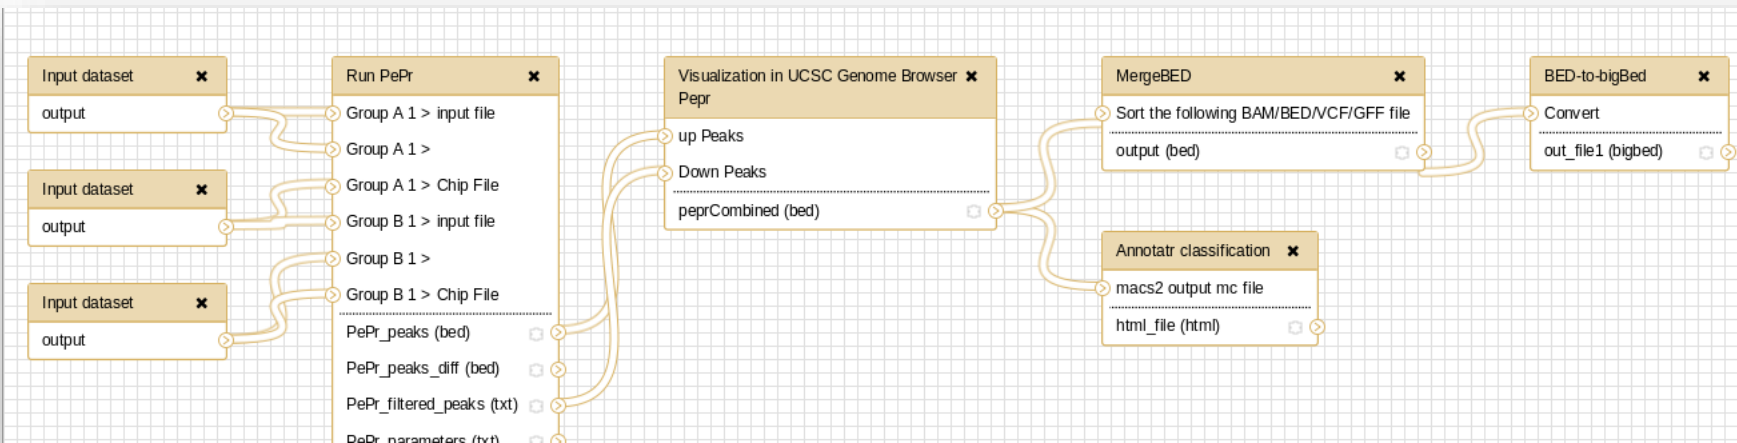 Input dataset
output
Input dataset
output
Input dataset
output
Run PePr
Group A 1 > input file
Group A 1 >
Group A 1 > Chip File
Group B 1 > input file
Group B 1 >
Group B 1 > Chip File
PePr_peaks (bed)
PePr_peaks_diff (bed)
PePr_filtered_peaks (txt)
PePr_parameters (txt)
Visualization in UCSC Genome Browser
Pepr
up Peaks
Down Peaks
peprCombined (bed)
MergeBED
Sort the following BAM/BED/VCF/GFF file
output (bed)
Annotatr classification
macs2 output mc file
html_file (html)
BED-to-bigBed
Convert
out_file1 (bigbed)